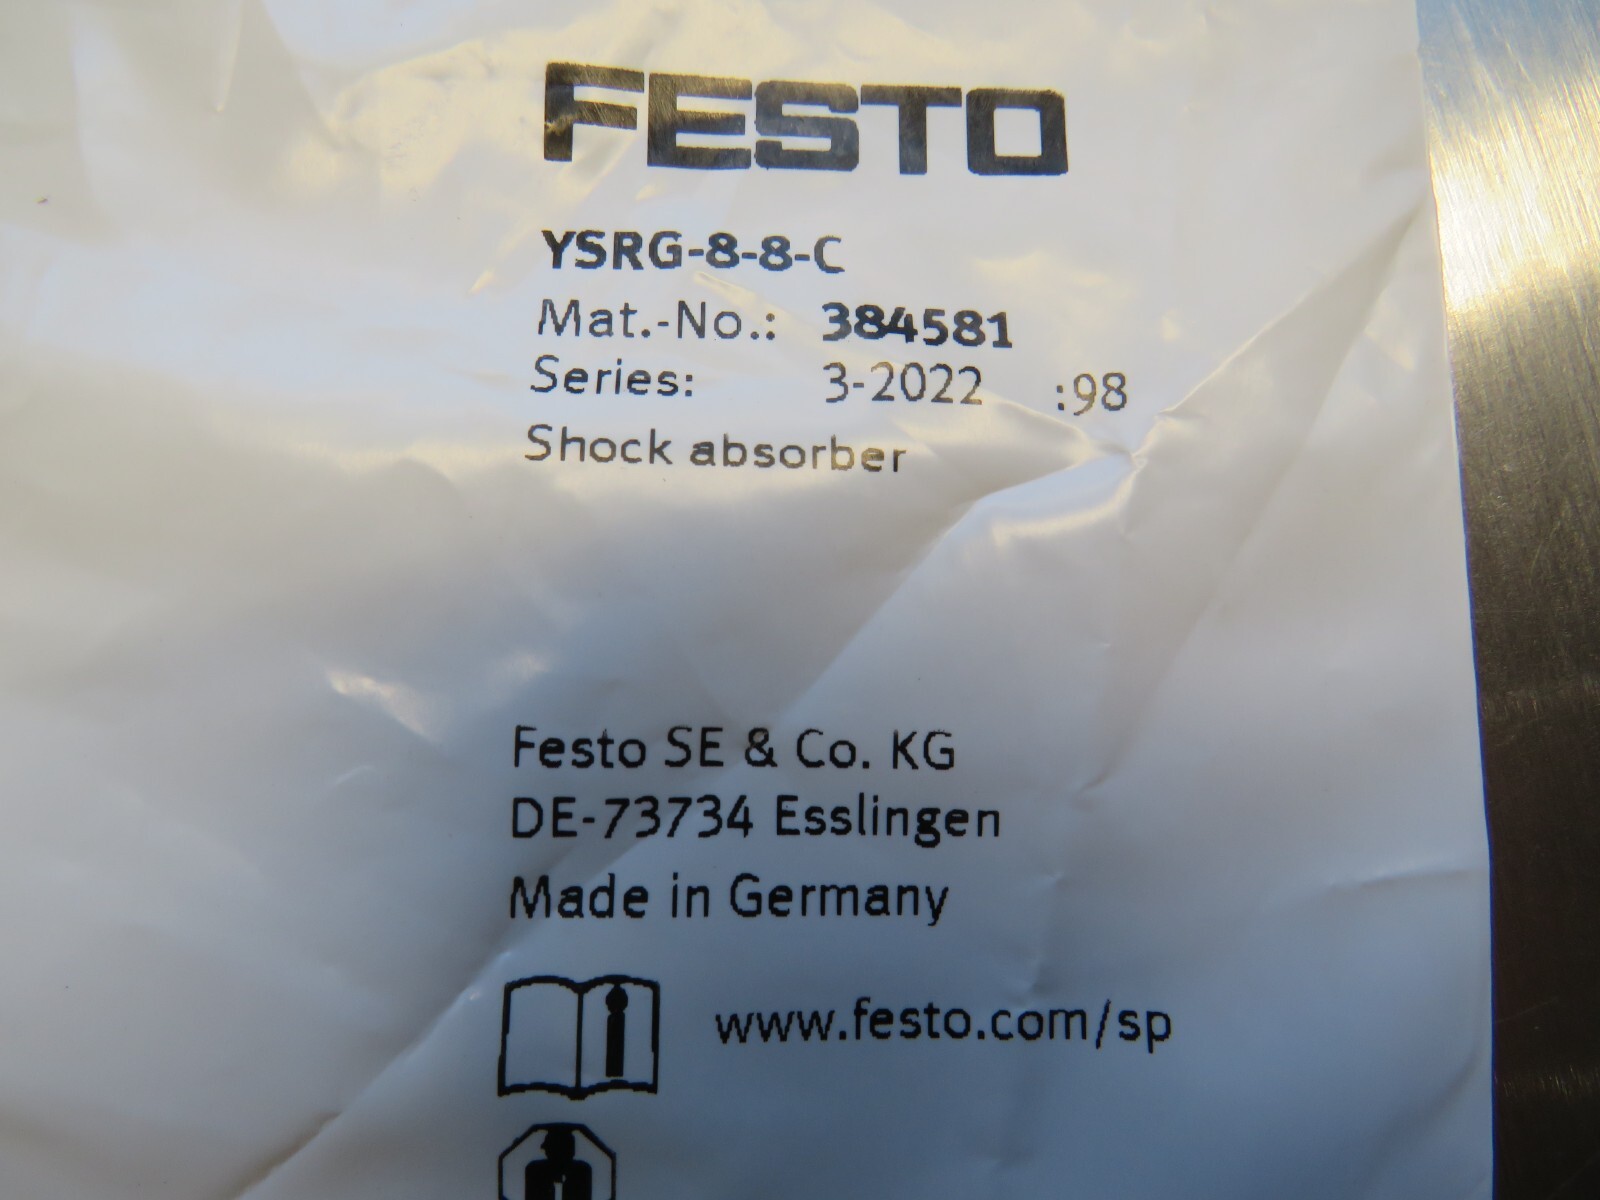 FESTO
YSRG-8-8-C
Mat.-No.: 384581
Series: 3-2022 :98
Shock absorber
Festo SE & Co. KG
DE-73734 Esslingen
Made in Germany
www.festo.com/sp